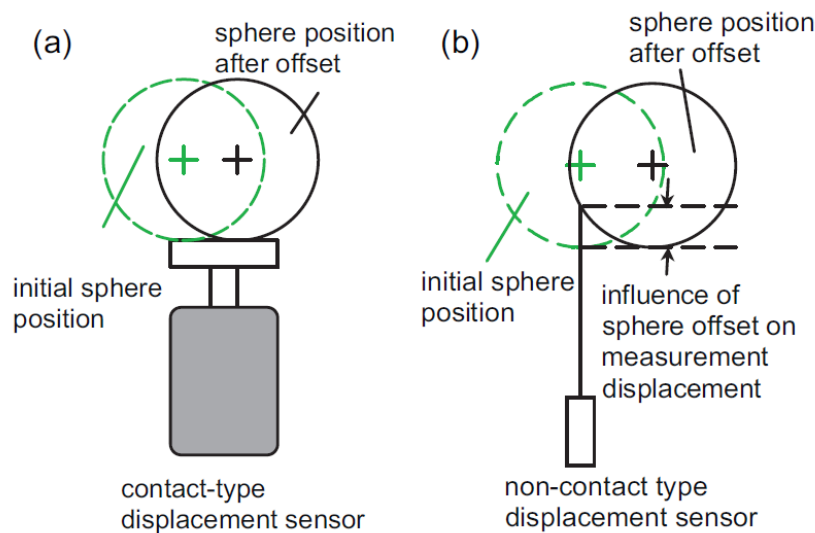 (a)
sphere position
after offset
initial sphere
position
contact-type
displacement sensor
(b)
sphere position
after offset
initial sphere
position
influence of
sphere offset on
measurement
displacement
non-contact type
displacement sensor